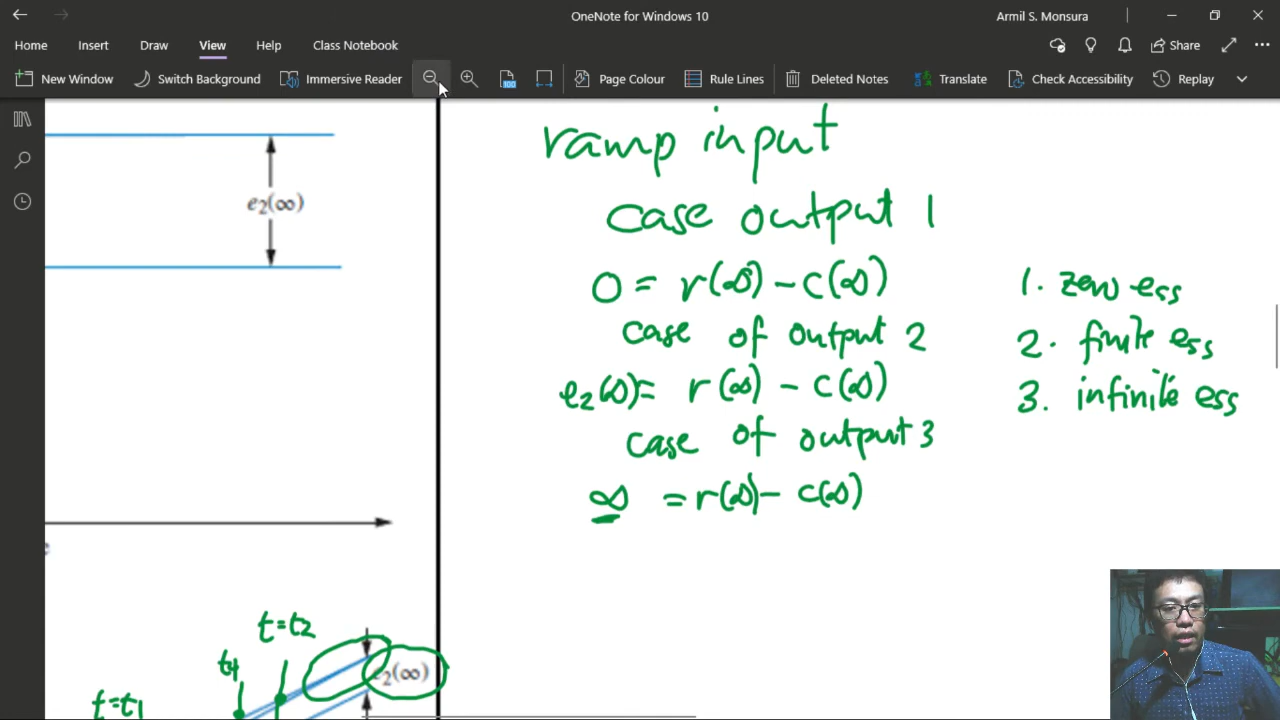 OneNote for Windows 10
Armil S. Monsura
Home Insert Draw View Help Class Notebook
Share
New Window Switch Background Immersive Reader 100 Page Colour Rule Lines Deleted Notes Translate Check Accessibility Replay
ramp input
case output 1
0 = r(∞) - c(∞)
case of output 2
e2(∞) = r(∞) - c(∞)
case of output 3
∞ = r(∞) - c(∞)
1. zero ess
2. finite ess
3. infinite ess
e2(∞)
t=t2
t4
e2(∞)
t=t1